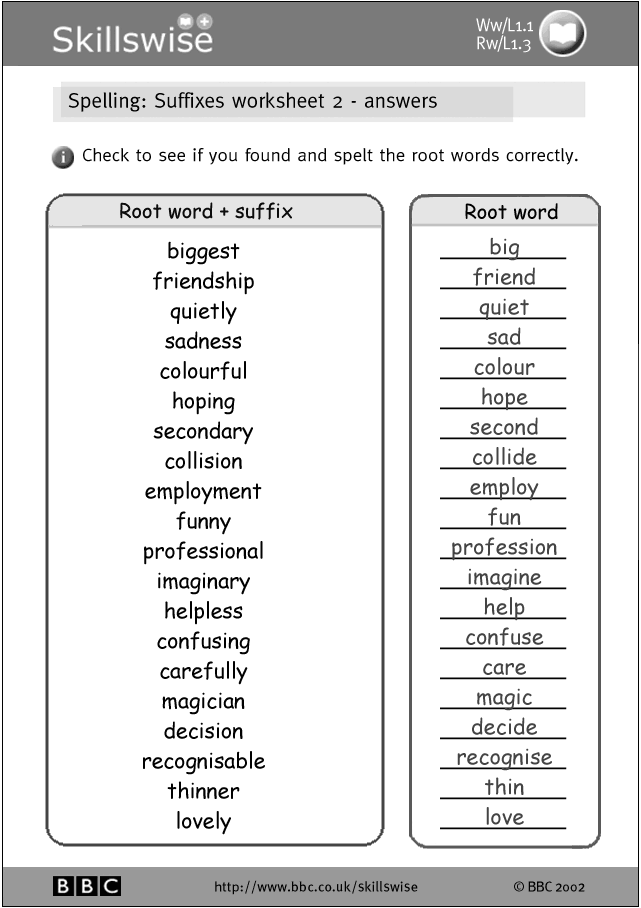 Skillswise
Ww/L1.1
Rw/L1.3
Spelling: Suffixes worksheet 2 - answers
i Check to see if you found and spelt the root words correctly.
Root word + suffix
biggest
friendship
quietly
sadness
colourful
hoping
secondary
collision
employment
funny
professional
imaginary
helpless
confusing
carefully
magician
decision
recognisable
thinner
lovely
Root word
big
friend
quiet
sad
colour
hope
second
collide
employ
fun
profession
imagine
help
confuse
care
magic
decide
recognise
thin
love
BBC http://www.bbc.co.uk/skillswise © BBC 2002